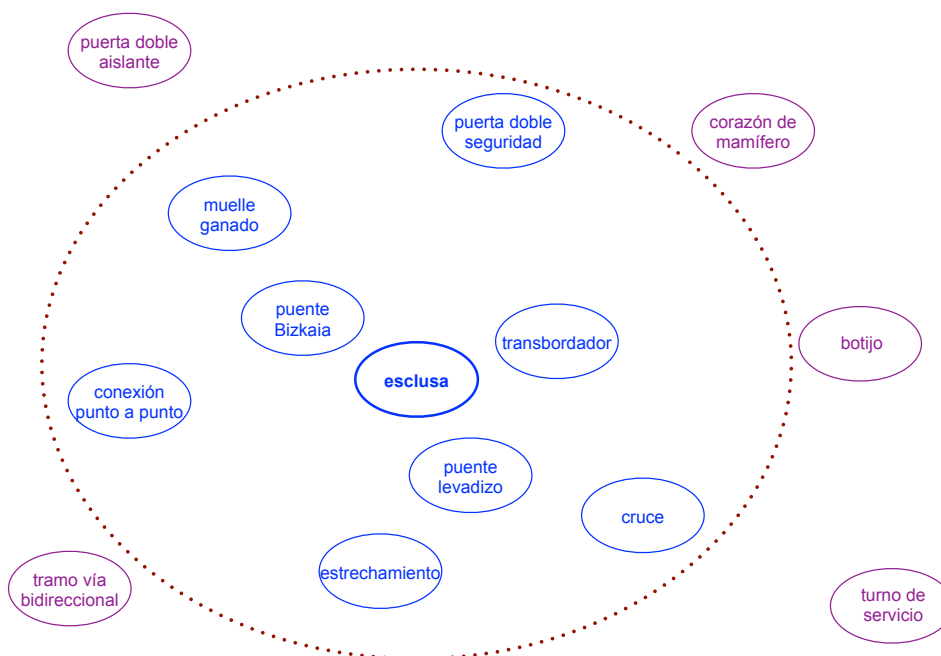 puerta doble
aislante
puerta doble
seguridad
corazón de
mamífero
muelle
ganado
puente
Bizkaia
transbordador
botijo
esclusa
conexión
punto a punto
puente
levadizo
cruce
estrechamiento
tramo vía
bidireccional
turno de
servicio